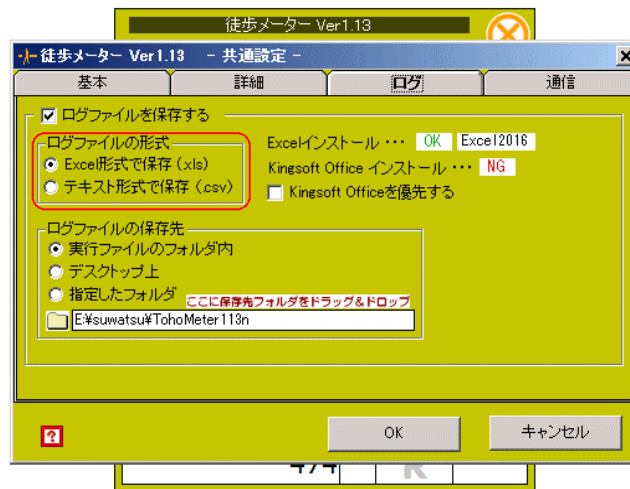 徒歩メーター Ver1.13
徒歩メーター Ver1.13 - 共通設定 -
基本 詳細 ログ 通信
ログファイルを保存する
ログファイルの形式
Excel形式で保存 (xls)
テキスト形式で保存 (.csv)
Excelインストール ・・・ OK Excel2016
Kingsoft Office インストール ・・・ NG
Kingsoft Officeを優先する
ログファイルの保存先
実行ファイルのフォルダ内
デスクトップ上
指定したフォルダ
ここに保存先フォルダをドラッグ&ドロップ
E:¥suwatsu¥TohoMeter113n
OK キャンセル